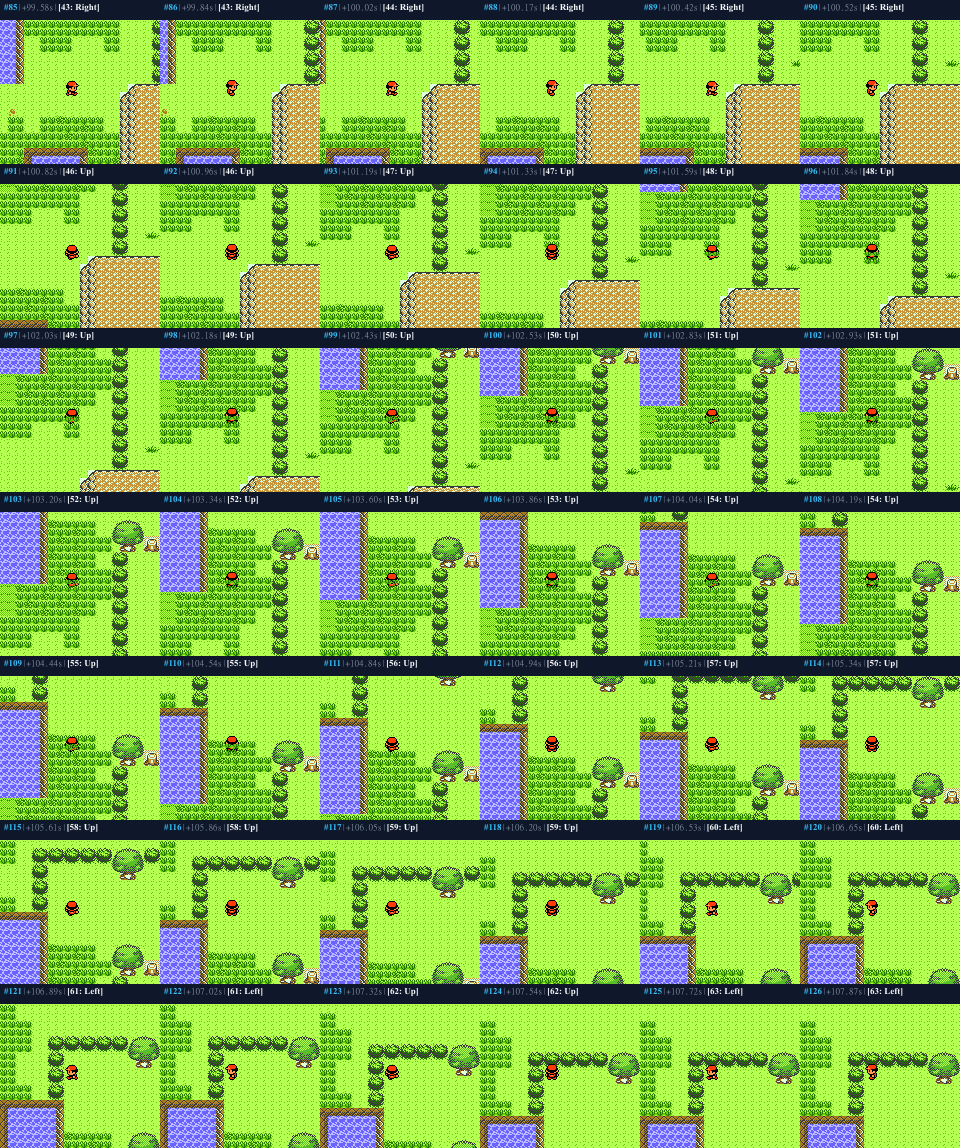 #85|+99.58s|[43: Right] #86|+99.84s|[43: Right] #87|+100.02s|[44: Right] #88|+100.17s|[44: Right] #89|+100.42s|[45: Right] #90|+100.52s|[45: Right]
#91|+100.82s|[46: Up] #92|+100.96s|[46: Up] #93|+101.19s|[47: Up] #94|+101.33s|[47: Up] #95|+101.59s|[48: Up] #96|+101.84s|[48: Up]
#97|+102.03s|[49: Up] #98|+102.18s|[49: Up] #99|+102.43s|[50: Up] #100|+102.53s|[50: Up] #101|+102.83s|[51: Up] #102|+102.93s|[51: Up]
#103|+103.20s|[52: Up] #104|+103.34s|[52: Up] #105|+103.60s|[53: Up] #106|+103.86s|[53: Up] #107|+104.04s|[54: Up] #108|+104.19s|[54: Up]
#109|+104.44s|[55: Up] #110|+104.54s|[55: Up] #111|+104.84s|[56: Up] #112|+104.94s|[56: Up] #113|+105.21s|[57: Up] #114|+105.34s|[57: Up]
#115|+105.61s|[58: Up] #116|+105.86s|[58: Up] #117|+106.05s|[59: Up] #118|+106.20s|[59: Up] #119|+106.53s|[60: Left] #120|+106.65s|[60: Left]
#121|+106.89s|[61: Left] #122|+107.02s|[61: Left] #123|+107.32s|[62: Up] #124|+107.54s|[62: Up] #125|+107.72s|[63: Left] #126|+107.87s|[63: Left]